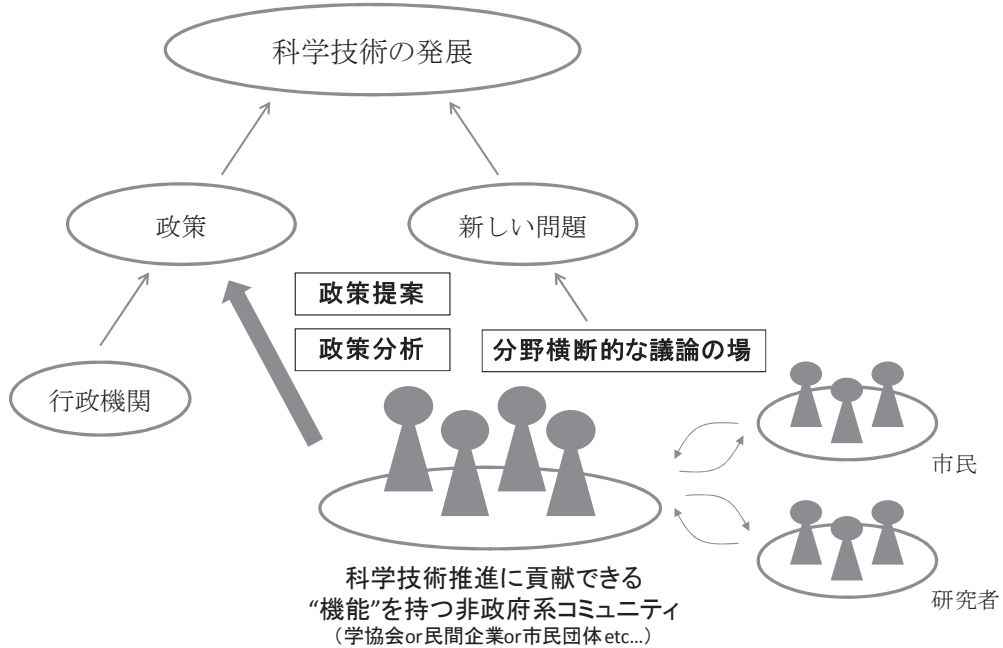 科学技術の発展
政策
新しい問題
政策提案
政策分析
分野横断的な議論の場
行政機関
市民
研究者
科学技術推進に貢献できる
“機能”を持つ非政府系コミュニティ
（学協会or民間企業or市民団体etc...）